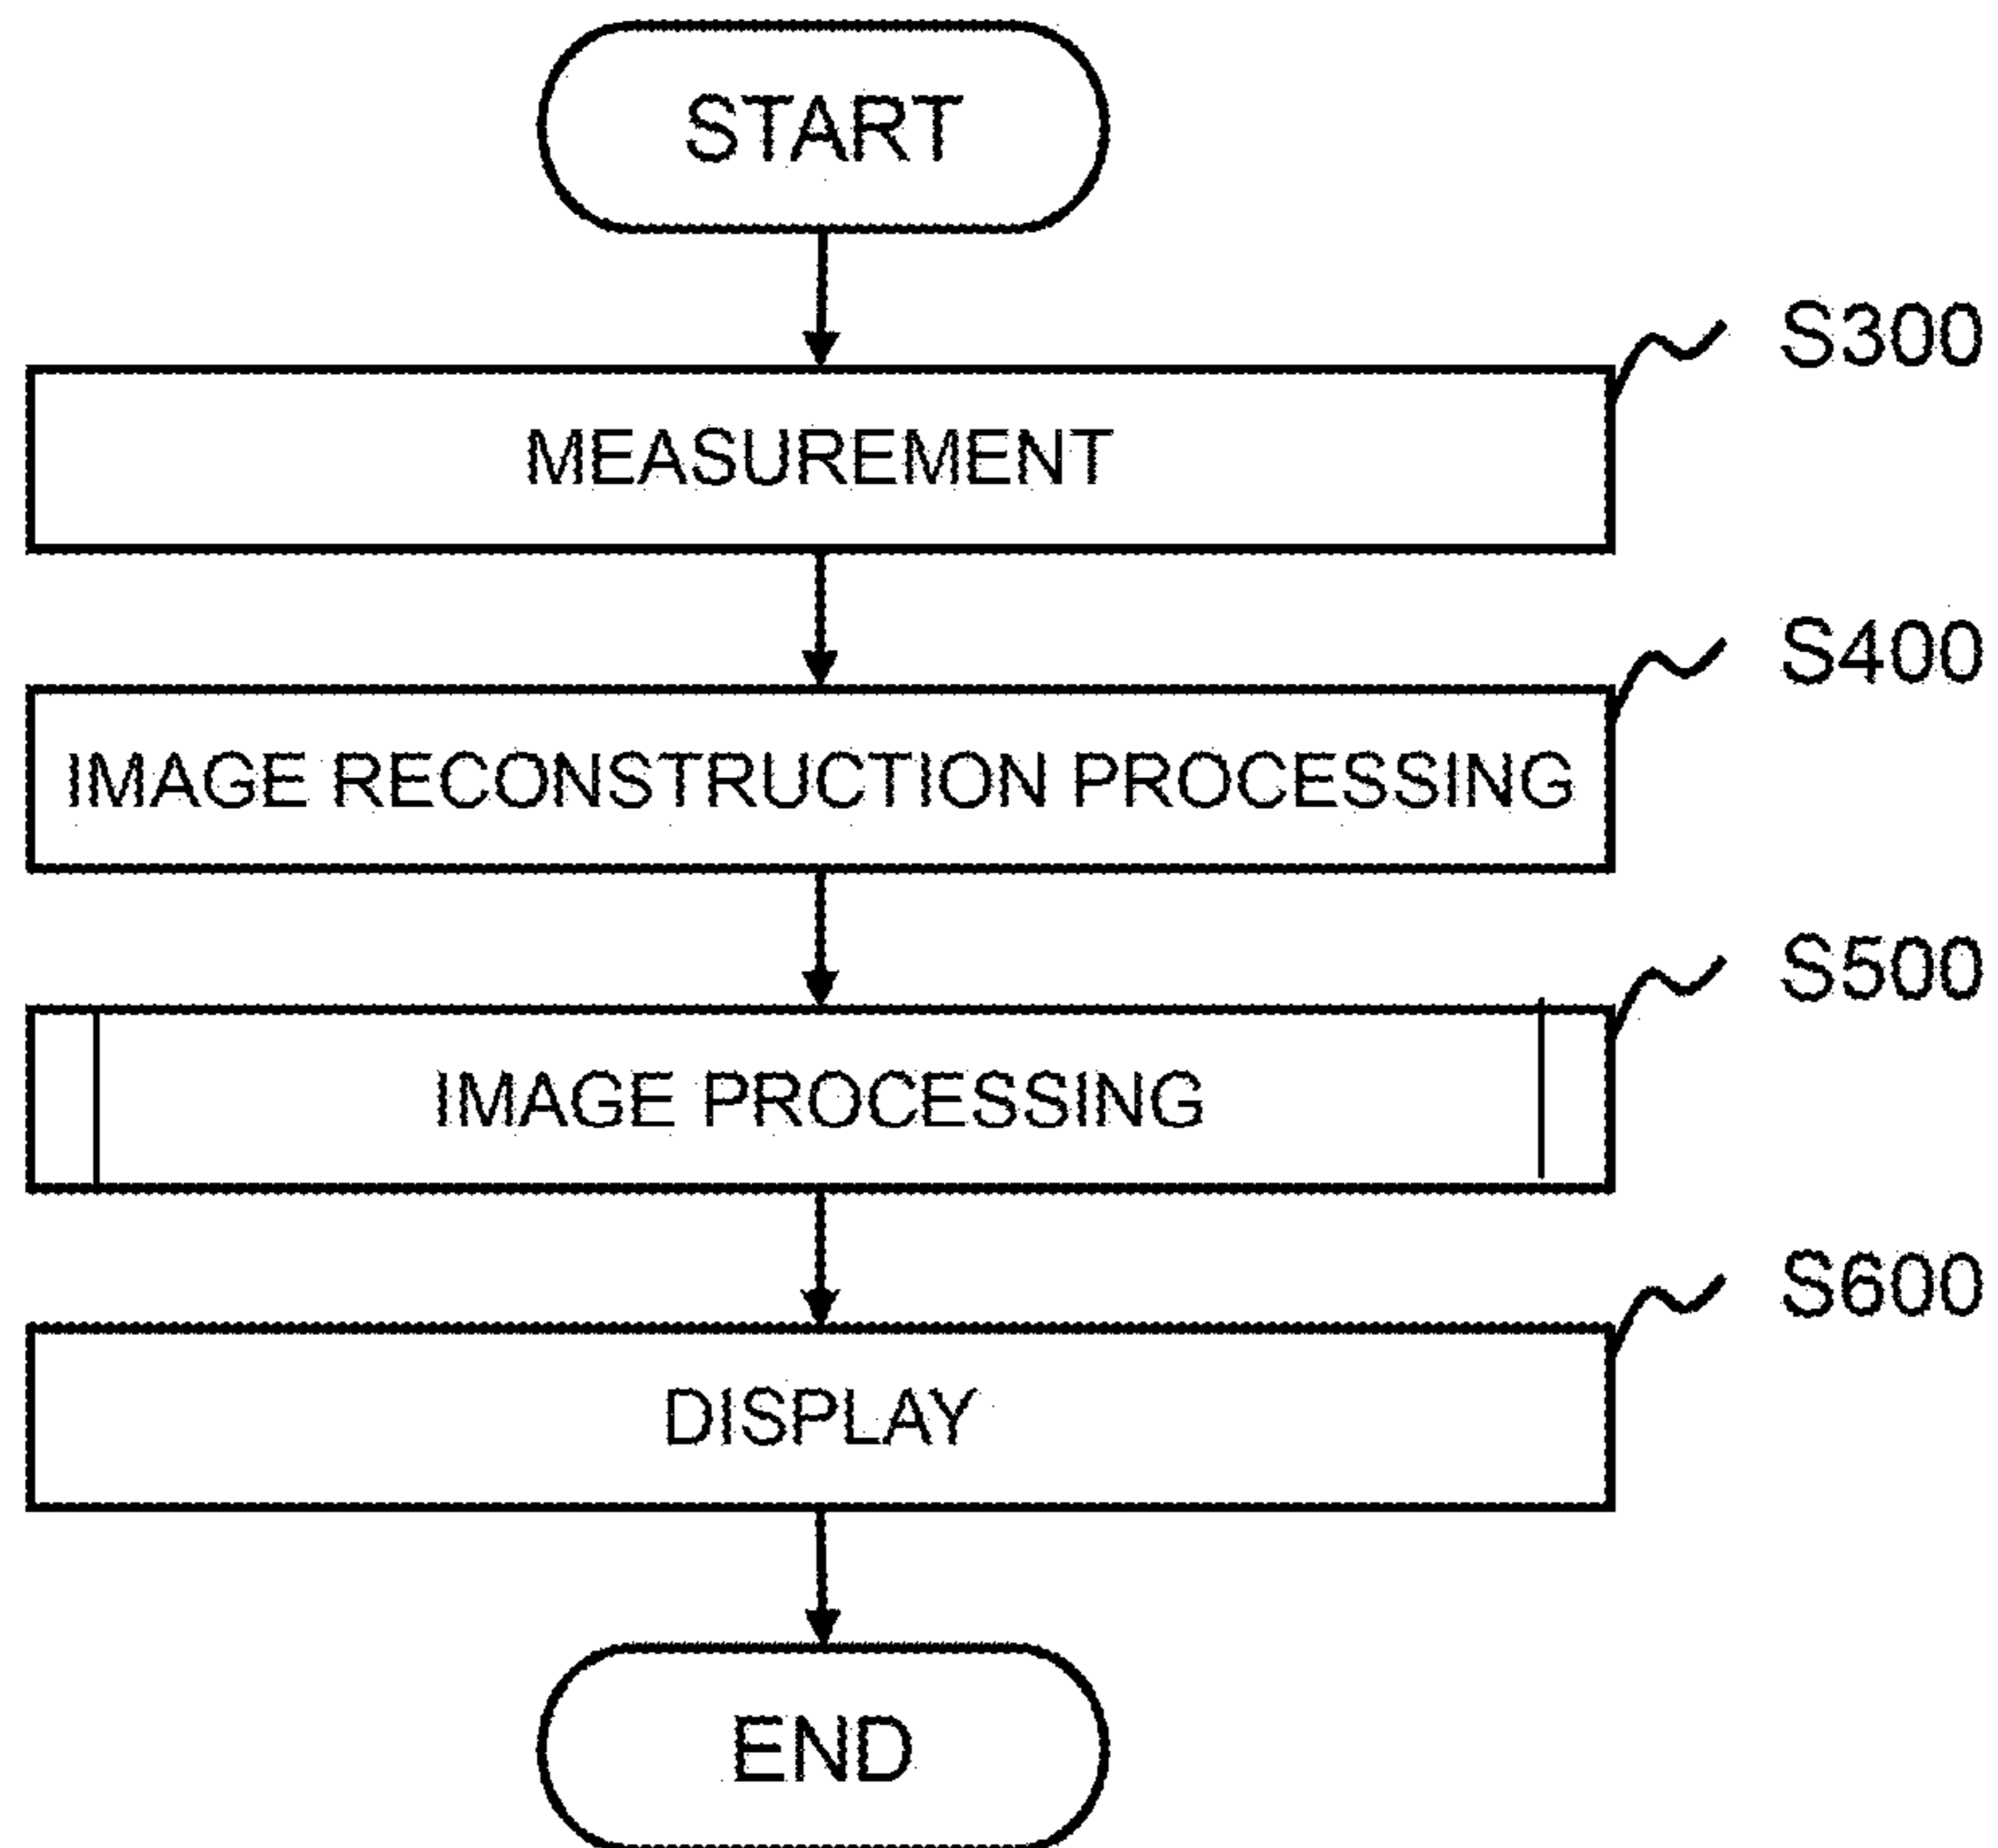 START
S300
MEASUREMENT
S400
IMAGE RECONSTRUCTION PROCESSING
S500
IMAGE PROCESSING
S600
DISPLAY
END